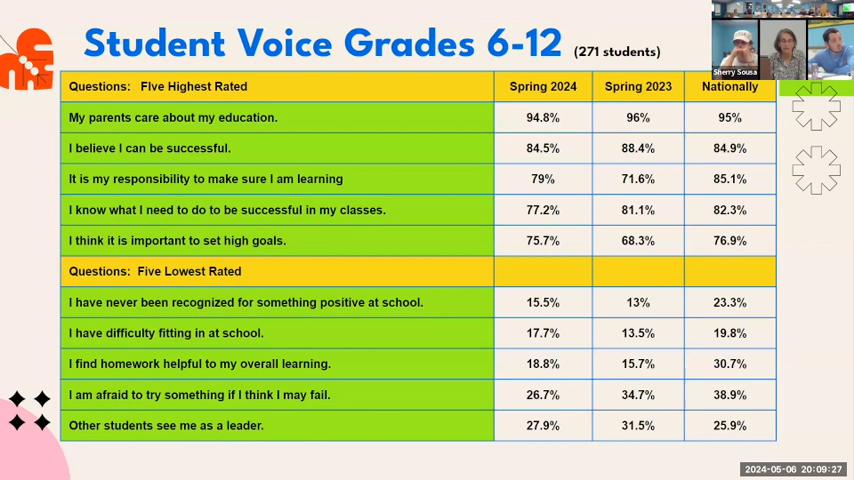 Student Voice Grades 6-12 (271 students)
Sherry Sousa
Questions: FIve Highest Rated Spring 2024 Spring 2023 Nationally
My parents care about my education. 94.8% 96% 95%
I believe I can be successful. 84.5% 88.4% 84.9%
It is my responsibility to make sure I am learning 79% 71.6% 85.1%
I know what I need to do to be successful in my classes. 77.2% 81.1% 82.3%
I think it is important to set high goals. 75.7% 68.3% 76.9%
Questions: Five Lowest Rated
I have never been recognized for something positive at school. 15.5% 13% 23.3%
I have difficulty fitting in at school. 17.7% 13.5% 19.8%
I find homework helpful to my overall learning. 18.8% 15.7% 30.7%
I am afraid to try something if I think I may fail. 26.7% 34.7% 38.9%
Other students see me as a leader. 27.9% 31.5% 25.9%
2024-05-06 20:09:27